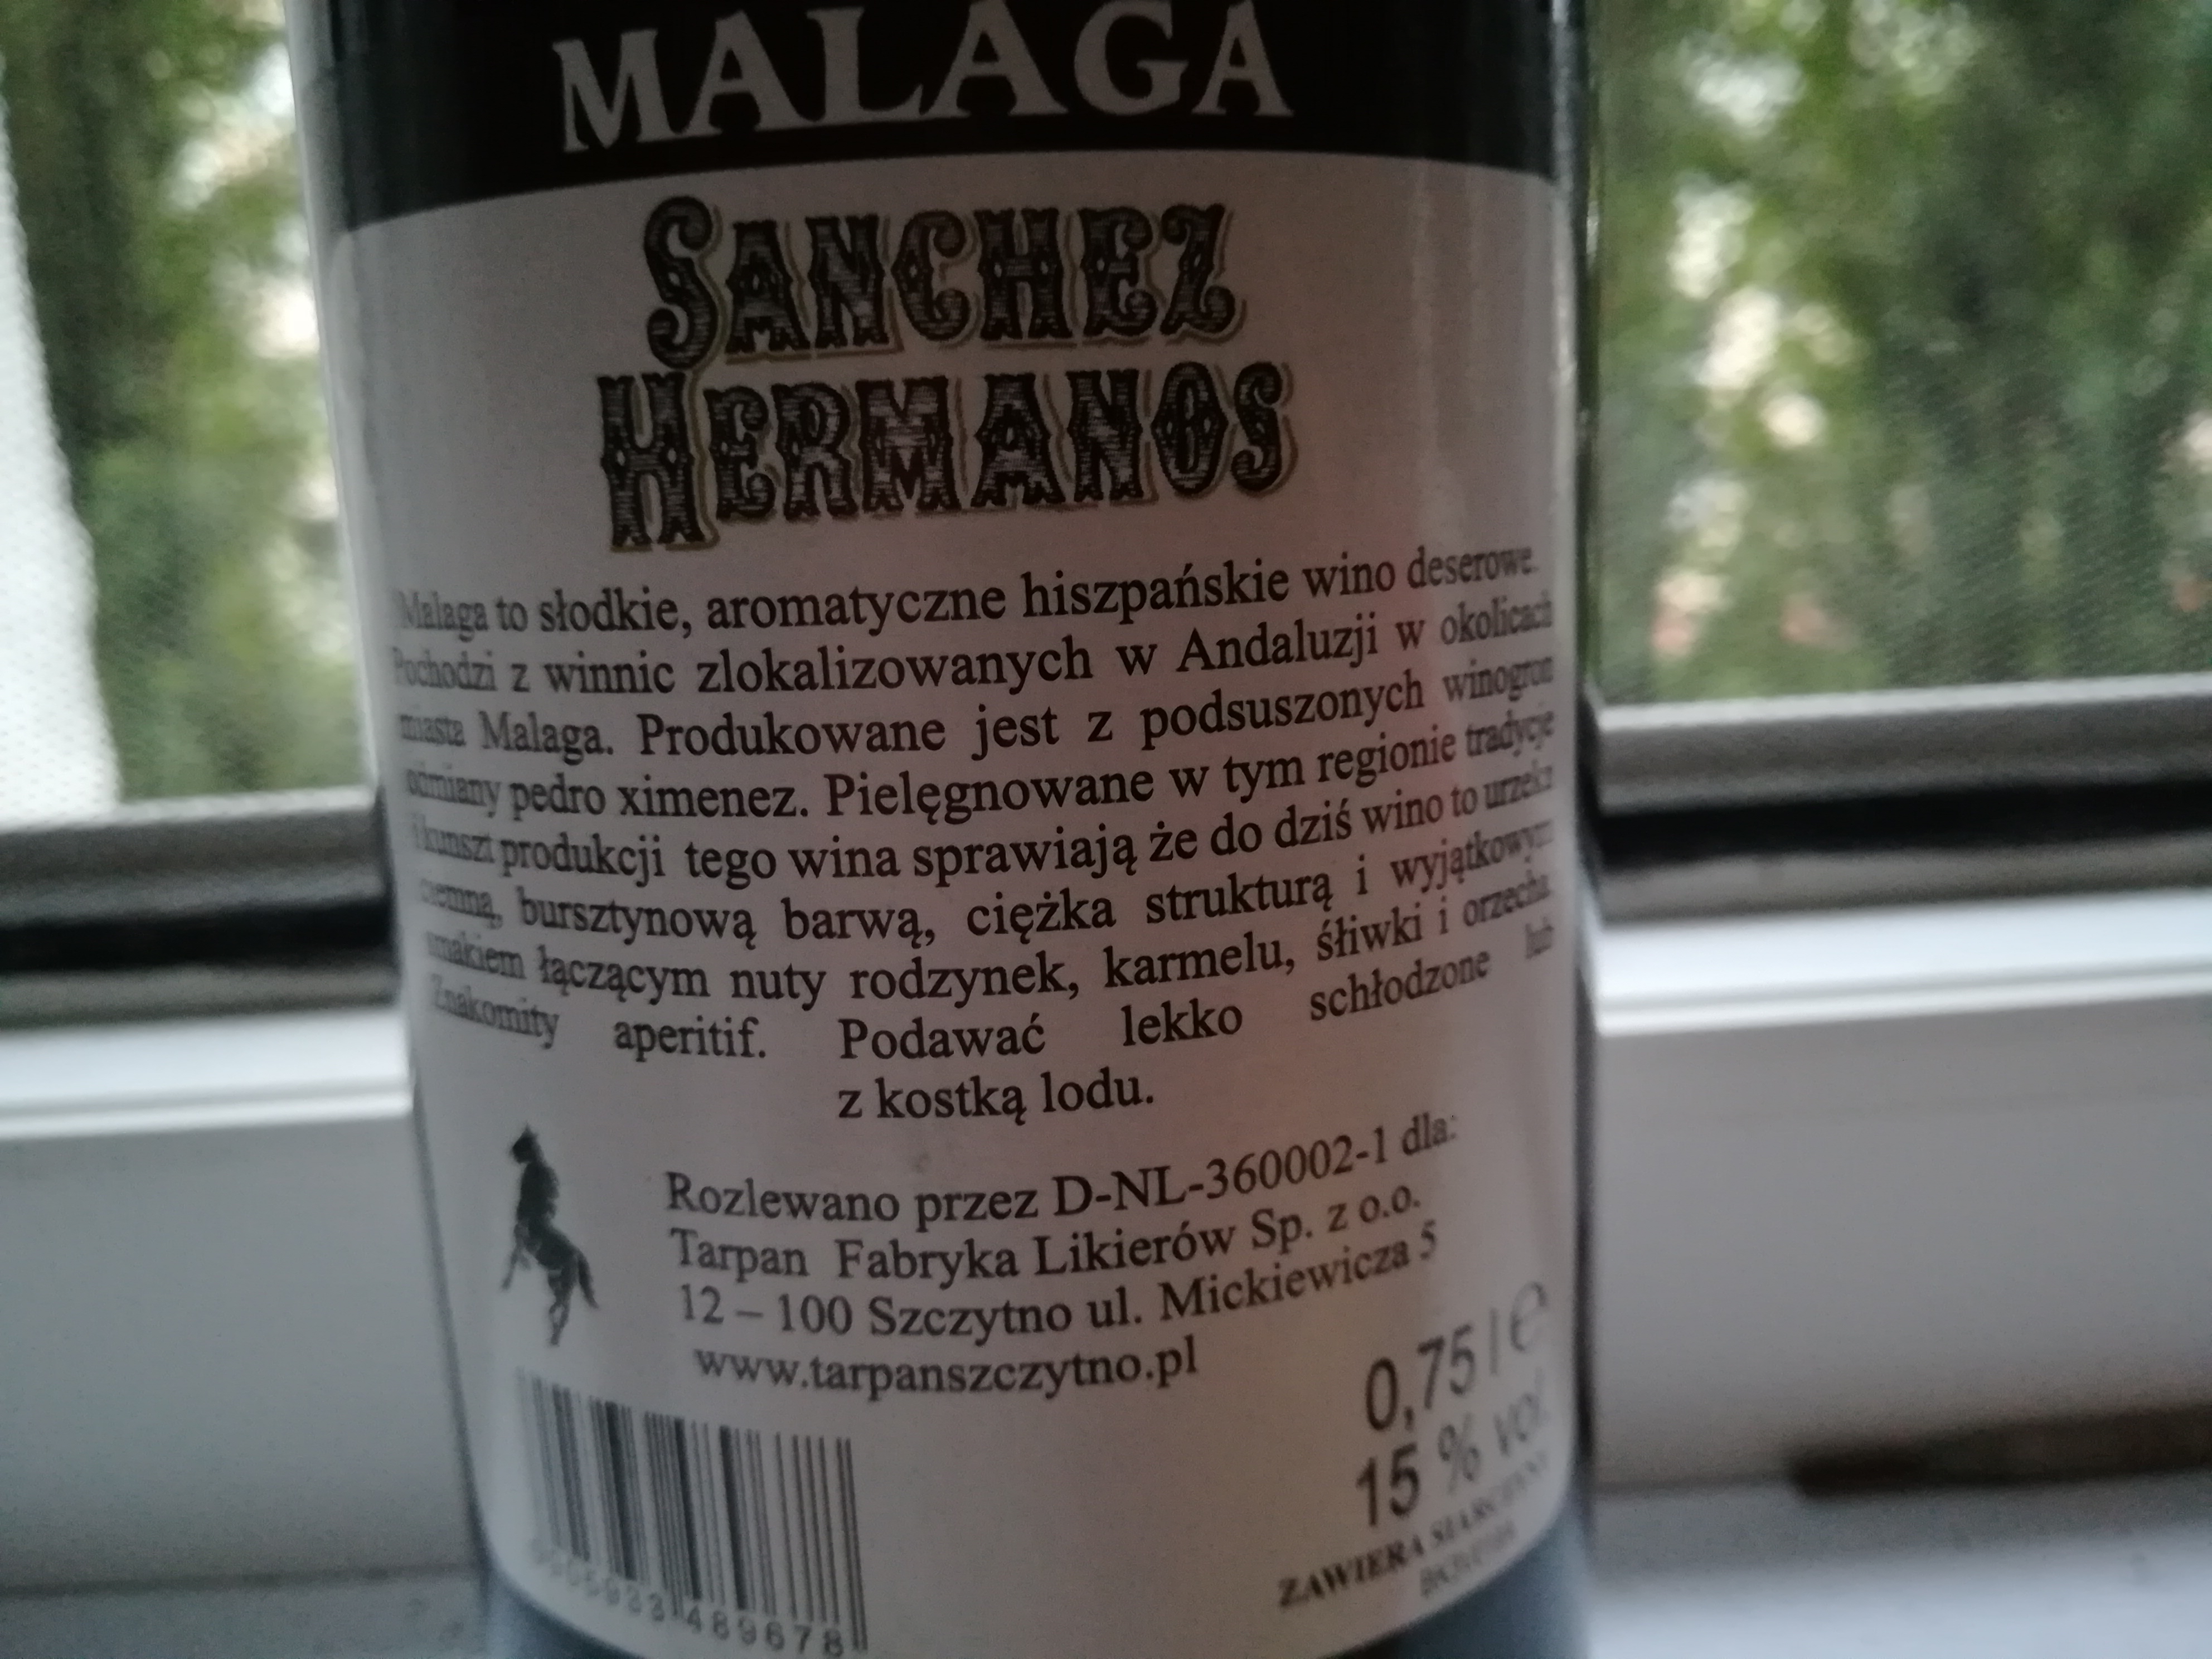 MALAGA
SANCHEZ
HERMANOS
Malaga to słodkie, aromatyczne hiszpańskie wino deserowe.
Pochodzi z winnic zlokalizowanych w Andaluzji w okolicach
miasta Malaga. Produkowane jest z podsuszonych winogron
odmiany pedro ximenez. Pielęgnowane w tym regionie tradycje
i kunszt produkcji tego wina sprawiają że do dziś wino to urzeka
ciemną, bursztynową barwą, ciężka strukturą i wyjątkowym
smakiem łączącym nuty rodzynek, karmelu, śliwki i orzecha.
Znakomity aperitif. Podawać lekko schłodzone lub
z kostką lodu.
Rozlewano przez D-NL-360002-1 dla:
Tarpan Fabryka Likierów Sp. z o.o.
12 – 100 Szczytno ul. Mickiewicza 5
www.tarpanszczytno.pl
0,75 l e
15 % vol.
ZAWIERA SIARCZYNY
489678